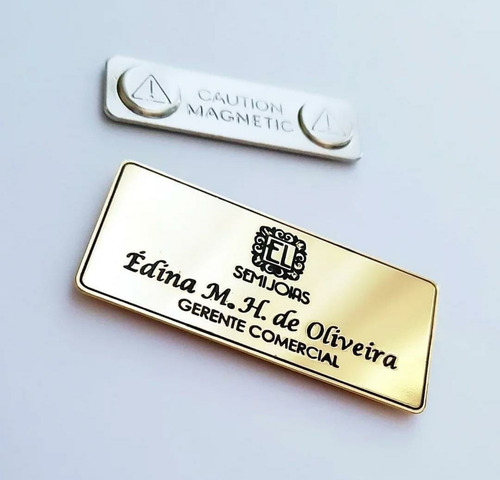 CAUTION
MAGNETIC
EL
SEMIJOIAS
Édina M. H. de Oliveira
GERENTE COMERCIAL